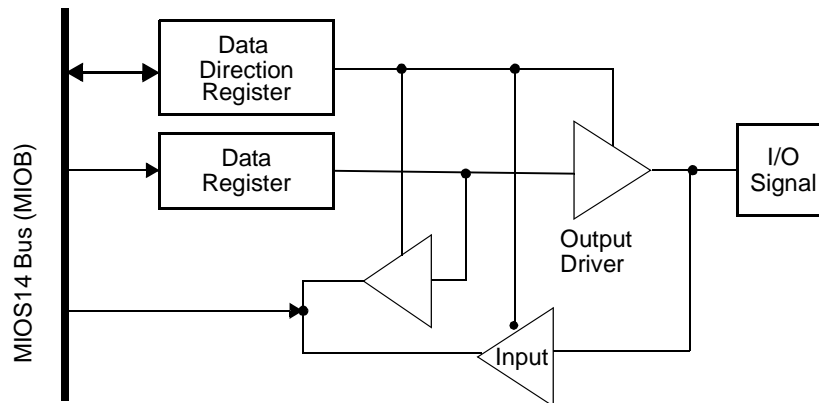 Data
Direction
Register
Data
Register
MIOS14 Bus (MIOB)
I/O
Signal
Output
Driver
Input